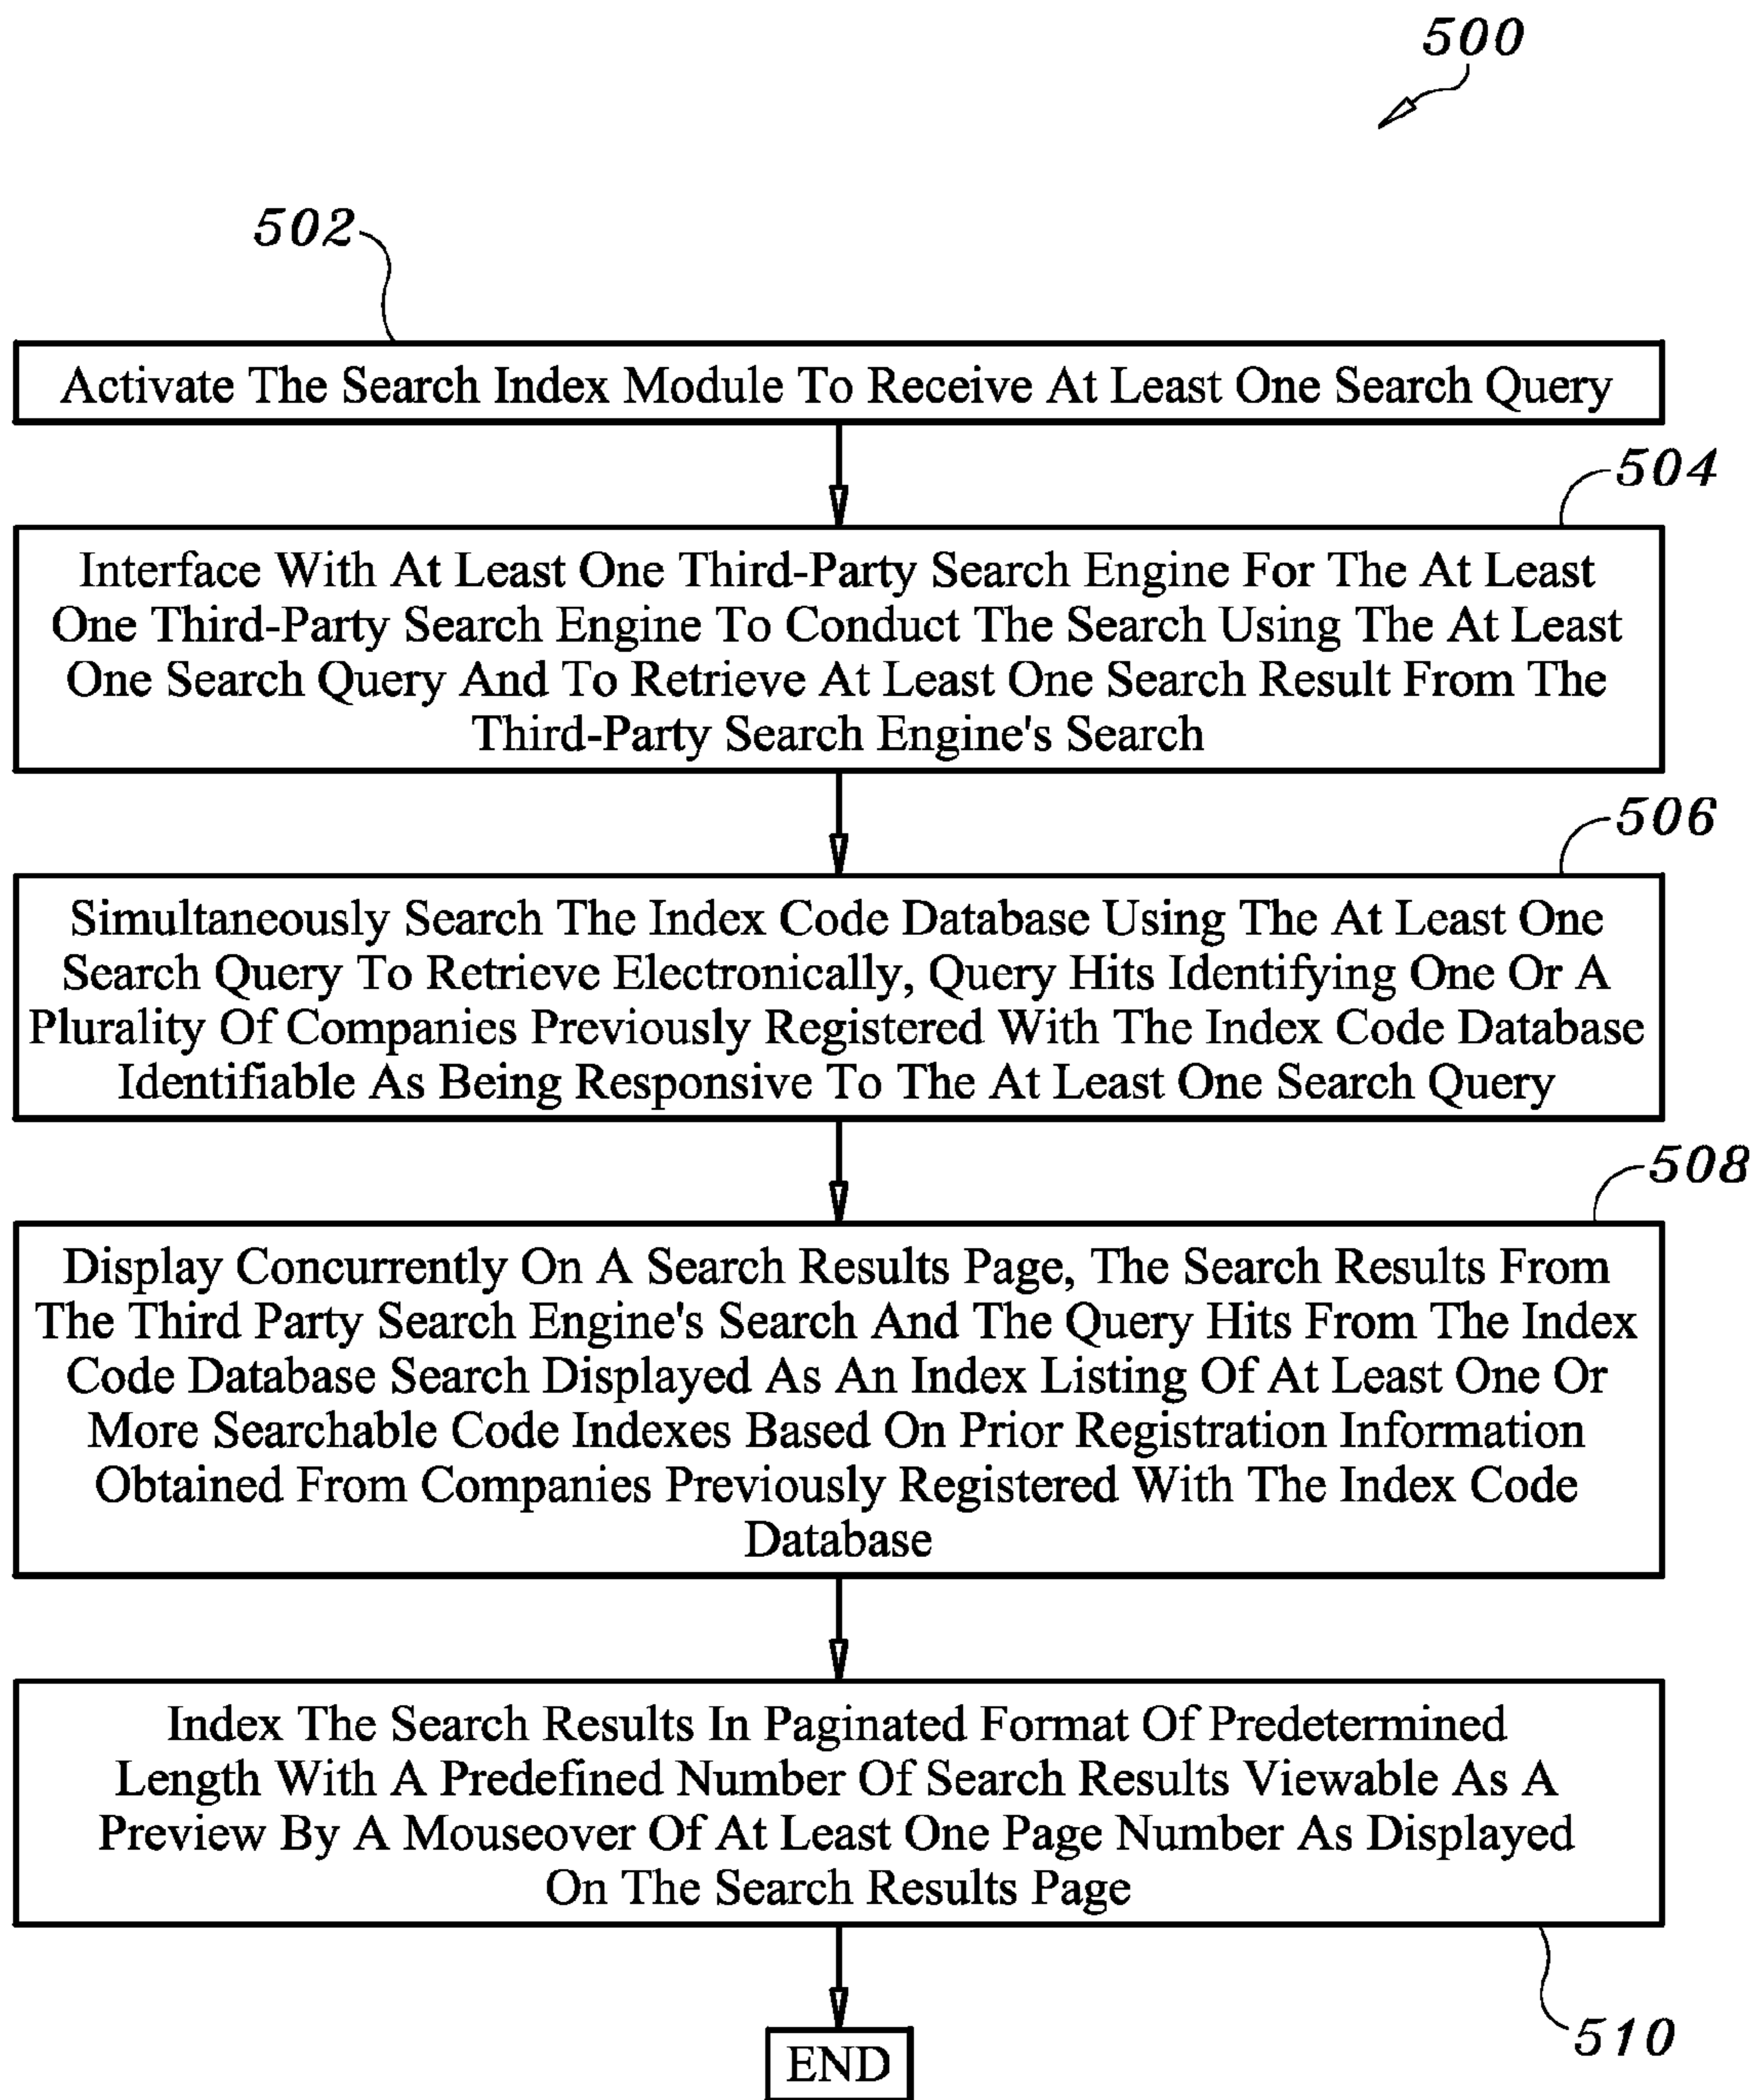 500
502
Activate The Search Index Module To Receive At Least One Search Query
504
Interface With At Least One Third-Party Search Engine For The At Least
One Third-Party Search Engine To Conduct The Search Using The At Least
One Search Query And To Retrieve At Least One Search Result From The
Third-Party Search Engine's Search
506
Simultaneously Search The Index Code Database Using The At Least One
Search Query To Retrieve Electronically, Query Hits Identifying One Or A
Plurality Of Companies Previously Registered With The Index Code Database
Identifiable As Being Responsive To The At Least One Search Query
508
Display Concurrently On A Search Results Page, The Search Results From
The Third Party Search Engine's Search And The Query Hits From The Index
Code Database Search Displayed As An Index Listing Of At Least One Or
More Searchable Code Indexes Based On Prior Registration Information
Obtained From Companies Previously Registered With The Index Code
Database
Index The Search Results In Paginated Format Of Predetermined
Length With A Predefined Number Of Search Results Viewable As A
Preview By A Mouseover Of At Least One Page Number As Displayed
On The Search Results Page
510
END